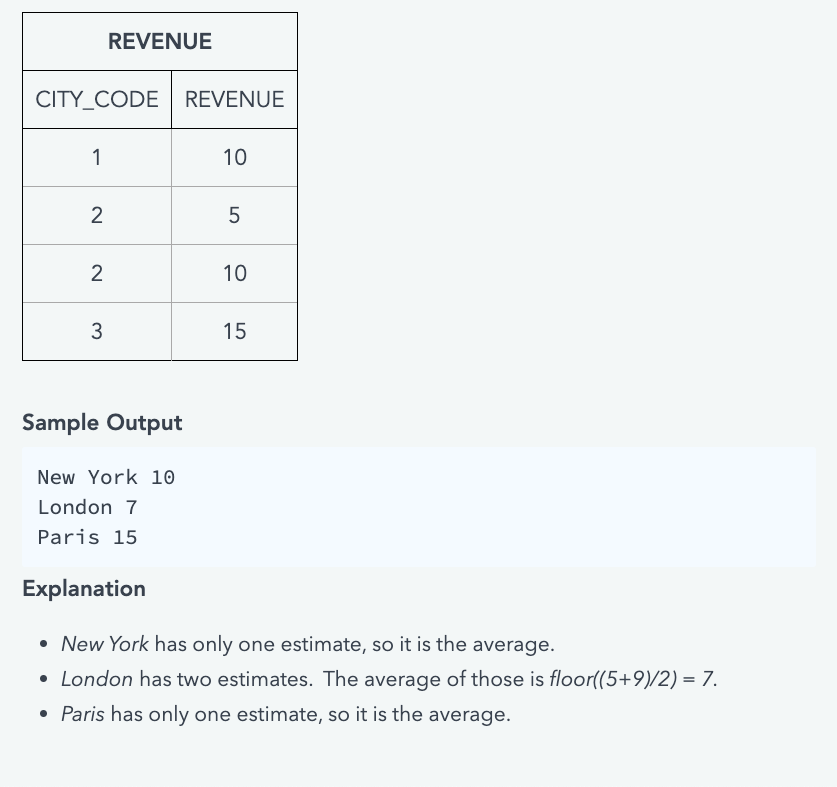 REVENUE
CITY_CODE REVENUE
1 10
2 5
2 10
3 15
Sample Output
New York 10
London 7
Paris 15
Explanation
• New York has only one estimate, so it is the average.
• London has two estimates. The average of those is floor((5+9)/2) = 7.
• Paris has only one estimate, so it is the average.